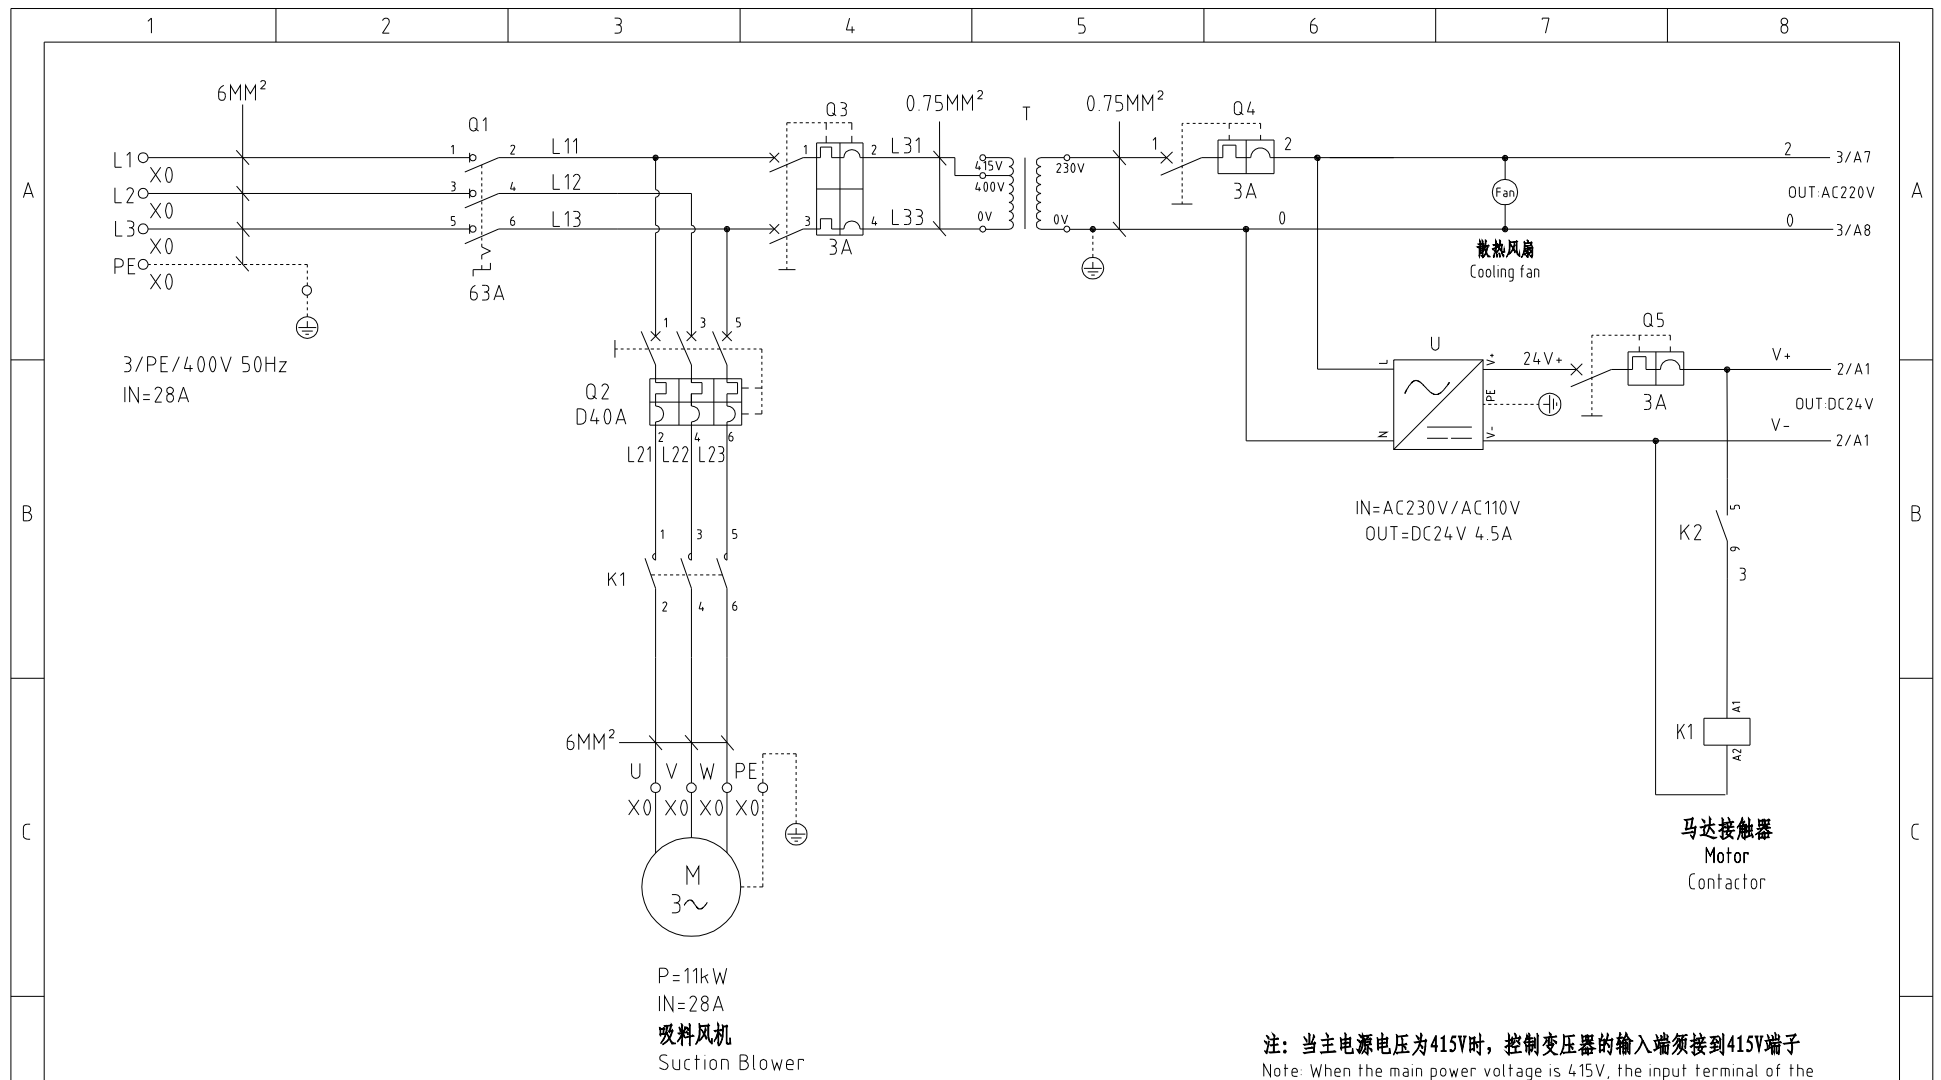 1 2 3 4 5 6 7 8
6MM²
Q1
Q3
0.75MM²
T
0.75MM²
Q4
L1 X0
1 2 L11
1 2 L31
415V
230V
1 2
3A
2 3/A7
A
L2 X0
3 4 L12
400V
Fan
OUT:AC220V
A
L3 X0
5 6 L13
3 4 L33
3A
0V
0V
0
0 3/A8
散热风扇
Cooling fan
PE X0
63A
3/PE/400V 50Hz
IN=28A
1 3 5
Q2
D40A
2 4 6
L21 L22 L23
U
L
N
V+
PE
V-
24V+
Q5
3A
V+ 2/A1
OUT:DC24V
V- 2/A1
IN=AC230V/AC110V
OUT=DC24V 4.5A
B
B
1 3 5
K1
2 4 6
K2
5
9
3
6MM²
U V W PE
X0 X0 X0 X0
K1
A1
A2
马达接触器
Motor
Contactor
C
C
M
3~
P=11kW
IN=28A
吸料风机
Suction Blower
注：当主电源电压为415V时，控制变压器的输入端须接到415V端子
Note: When the main power voltage is 415V, the input terminal of the